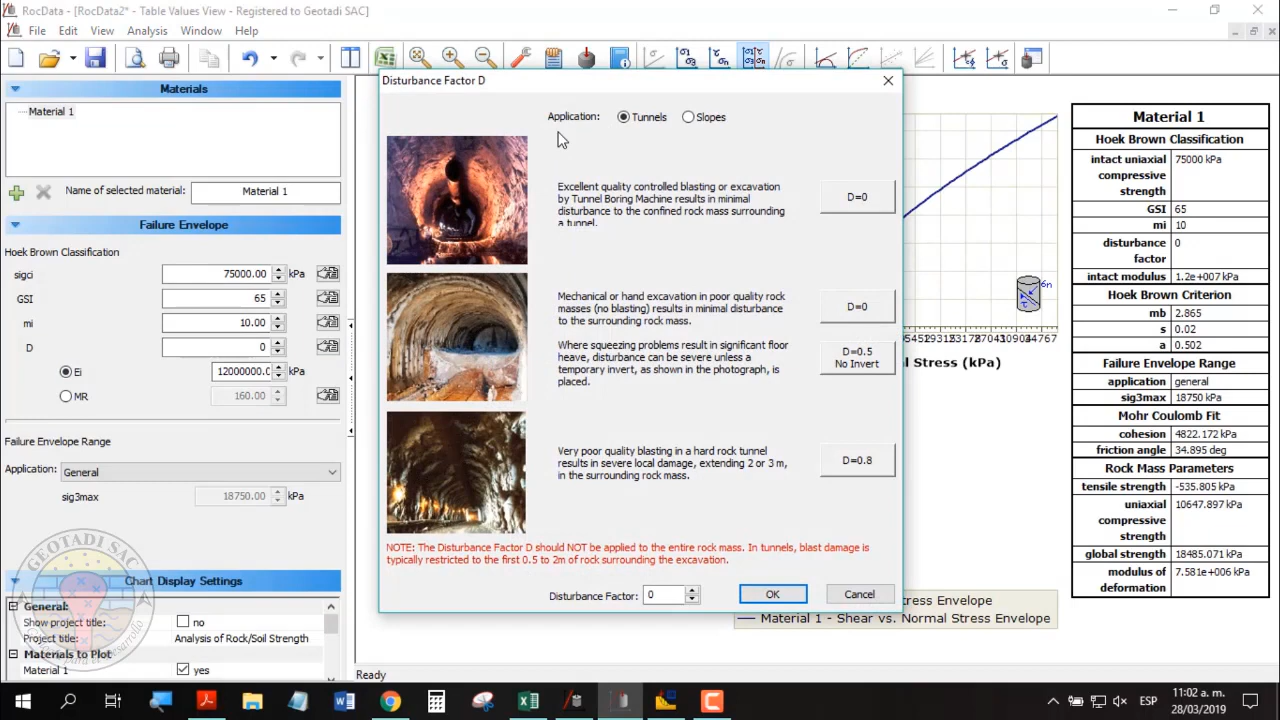 RocData - [RocData2* - Table Values View - Registered to Geotadi SAC]
File Edit View Analysis Window Help
Materials
Material 1
Name of selected material: Material 1
Failure Envelope
Hoek Brown Classification
sigci 75000.00 kPa
GSI 65
mi 10.00
D 0
Ei 12000000.0 kPa
MR 160.00
Failure Envelope Range
Application: General
sig3max 18750.00 kPa
Chart Display Settings
General:
Show project title: no
Project title: Analysis of Rock/Soil Strength
Materials to Plot
Material 1 yes
GEOTADI SAC
Disturbance Factor D
Application: Tunnels Slopes
Excellent quality controlled blasting or excavation
by Tunnel Boring Machine results in minimal
disturbance to the confined rock mass surrounding
a tunnel.
D=0
Mechanical or hand excavation in poor quality rock
masses (no blasting) results in minimal disturbance
to the surrounding rock mass.
D=0
Where squeezing problems result in significant floor
heave, disturbance can be severe unless a
temporary invert, as shown in the photograph, is
placed.
D=0.5
No Invert
Very poor quality blasting in a hard rock tunnel
results in severe local damage, extending 2 or 3 m,
in the surrounding rock mass.
D=0.8
NOTE: The Disturbance Factor D should NOT be applied to the entire rock mass. In tunnels, blast damage is
typically restricted to the first 0.5 to 2m of rock surrounding the excavation.
Disturbance Factor: 0
OK Cancel
l Stress (kPa)
tress Envelope
Material 1 - Shear vs. Normal Stress Envelope
Material 1
Hoek Brown Classification
intact uniaxial compressive strength 75000 kPa
GSI 65
mi 10
disturbance factor 0
intact modulus 1.2e+007 kPa
Hoek Brown Criterion
mb 2.865
s 0.02
a 0.502
Failure Envelope Range
application general
sig3max 18750 kPa
Mohr Coulomb Fit
cohesion 4822.172 kPa
friction angle 34.895 deg
Rock Mass Parameters
tensile strength -535.805 kPa
uniaxial compressive strength 10647.897 kPa
global strength 18485.071 kPa
modulus of deformation 7.581e+006 kPa
Ready
ESP
11:02 a. m.
28/03/2019